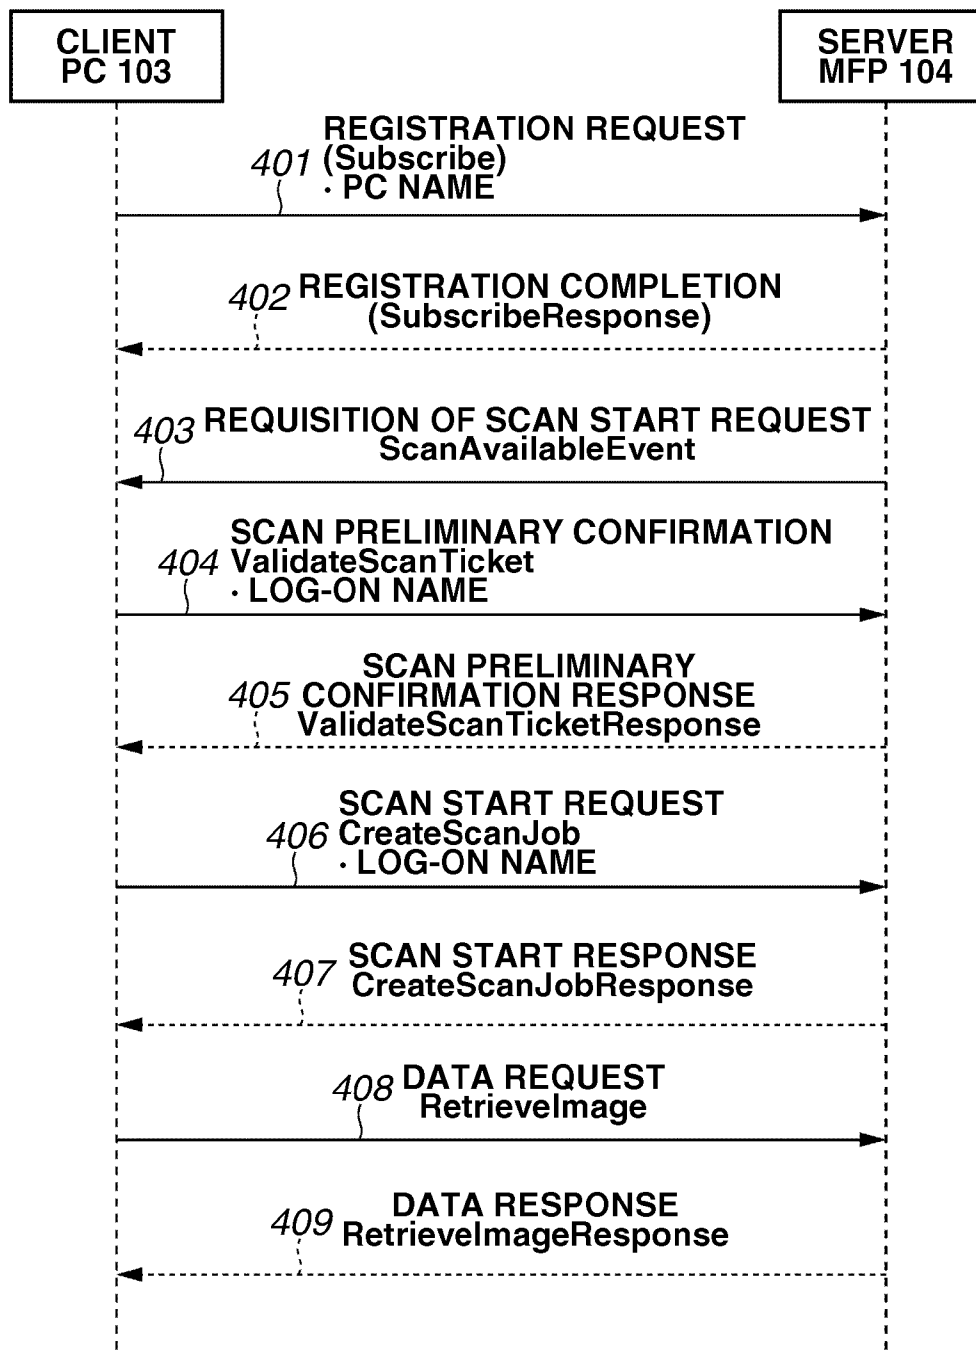 CLIENT
PC 103
SERVER
MFP 104
REGISTRATION REQUEST
401 (Subscribe)
· PC NAME
402 REGISTRATION COMPLETION
(SubscribeResponse)
403 REQUISITION OF SCAN START REQUEST
ScanAvailableEvent
SCAN PRELIMINARY CONFIRMATION
404 ValidateScanTicket
· LOG-ON NAME
SCAN PRELIMINARY
405 CONFIRMATION RESPONSE
ValidateScanTicketResponse
SCAN START REQUEST
406 CreateScanJob
· LOG-ON NAME
SCAN START RESPONSE
407 CreateScanJobResponse
408 DATA REQUEST
RetrieveImage
DATA RESPONSE
409 RetrieveImageResponse